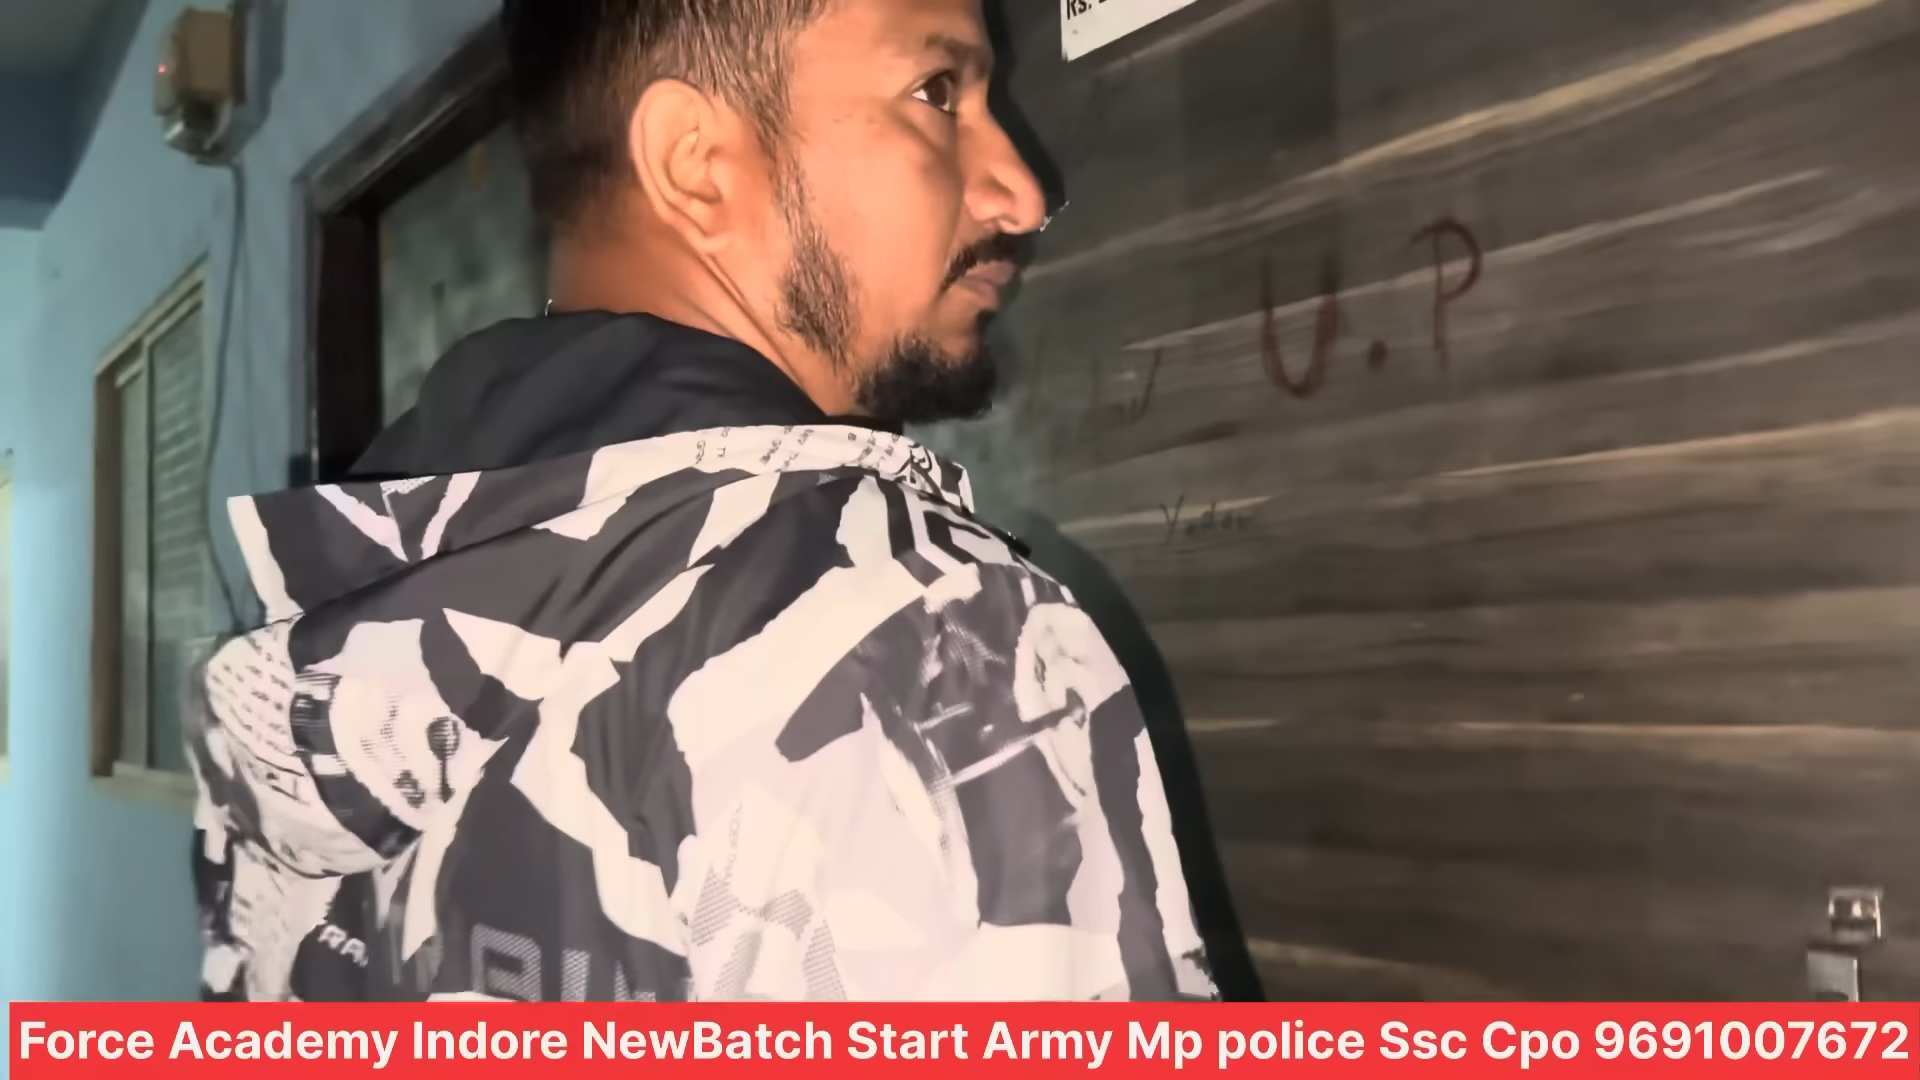 Rs.
U.P
Yadav
Force Academy Indore NewBatch Start Army Mp police Ssc Cpo 9691007672